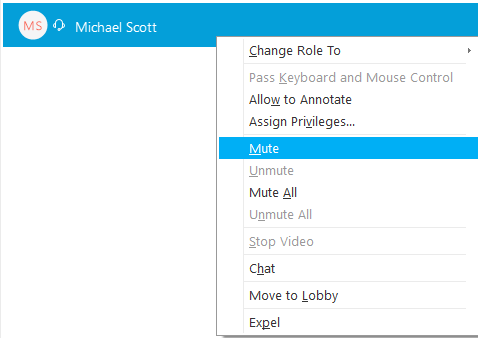 MS Michael Scott
Change Role To
Pass Keyboard and Mouse Control
Allow to Annotate
Assign Privileges...
Mute
Unmute
Mute All
Unmute All
Stop Video
Chat
Move to Lobby
Expel